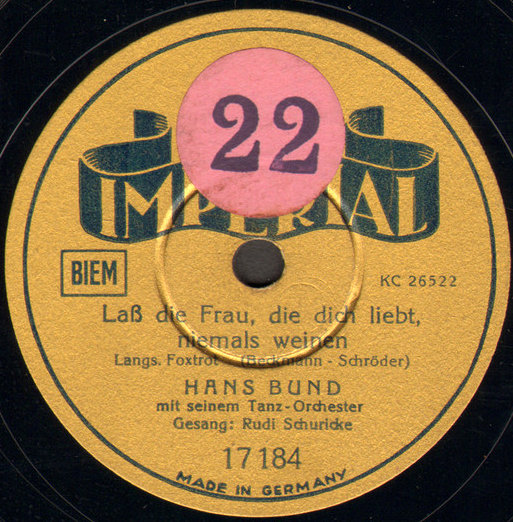 22
IMPERIAL
BIEM
KC 26522
Laß die Frau, die dich liebt,
niemals weinen
Langs. Foxtrot - (Beckmann - Schröder)
HANS BUND
mit seinem Tanz-Orchester
Gesang: Rudi Schuricke
17184
MADE IN GERMANY